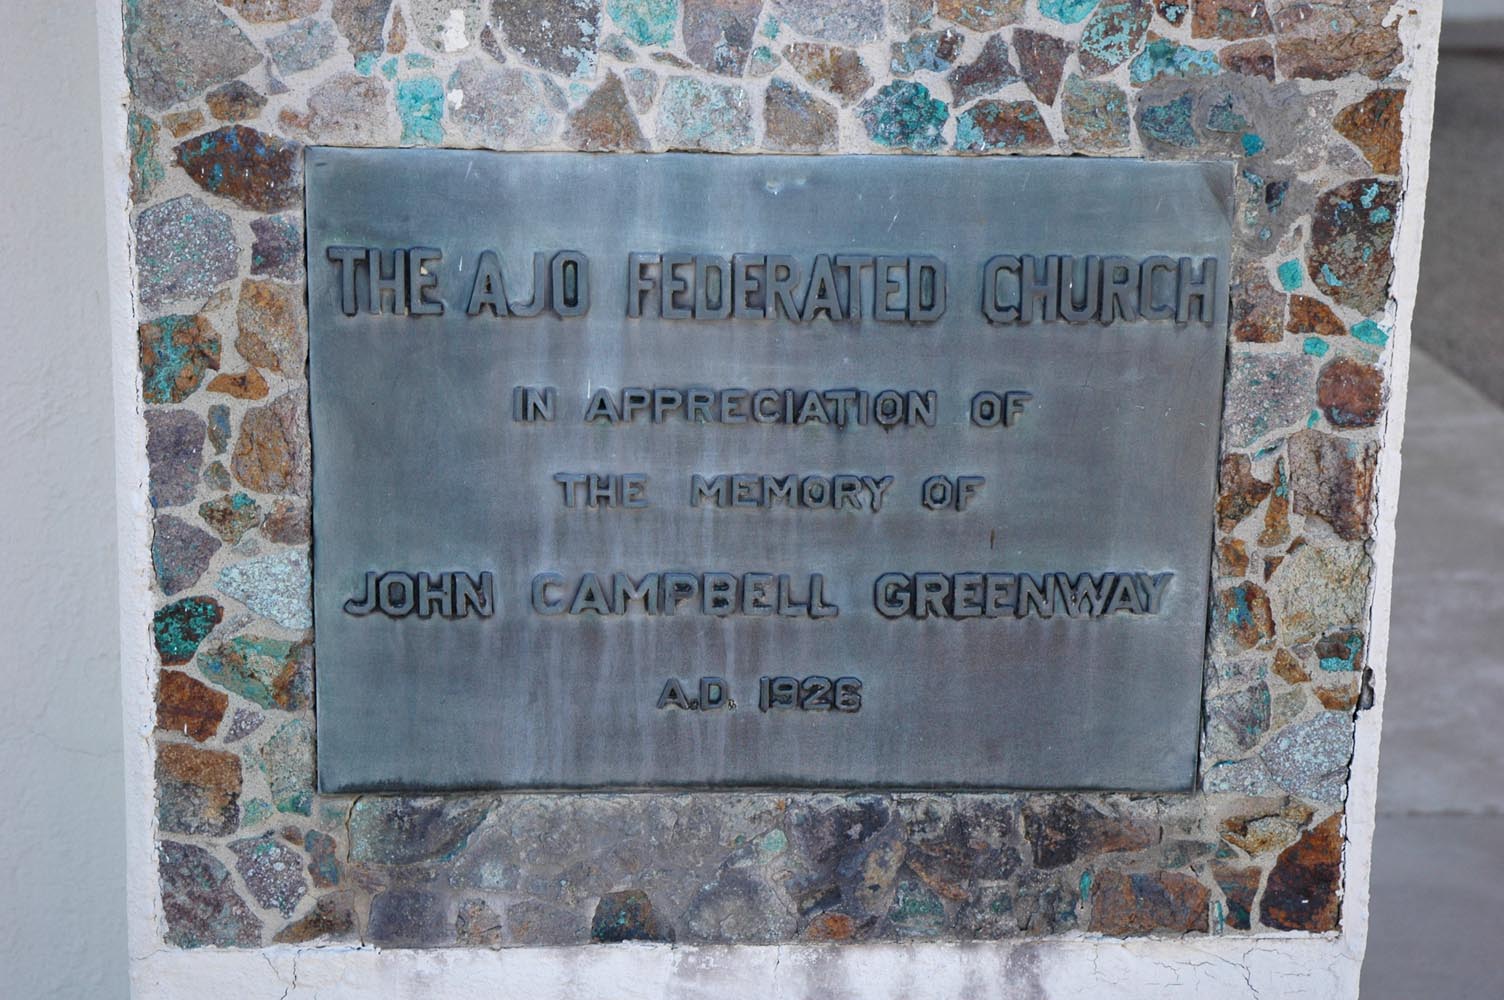 THE AJO FEDERATED CHURCH
IN APPRECIATION OF
THE MEMORY OF
JOHN CAMPBELL GREENWAY
A.D. 1926